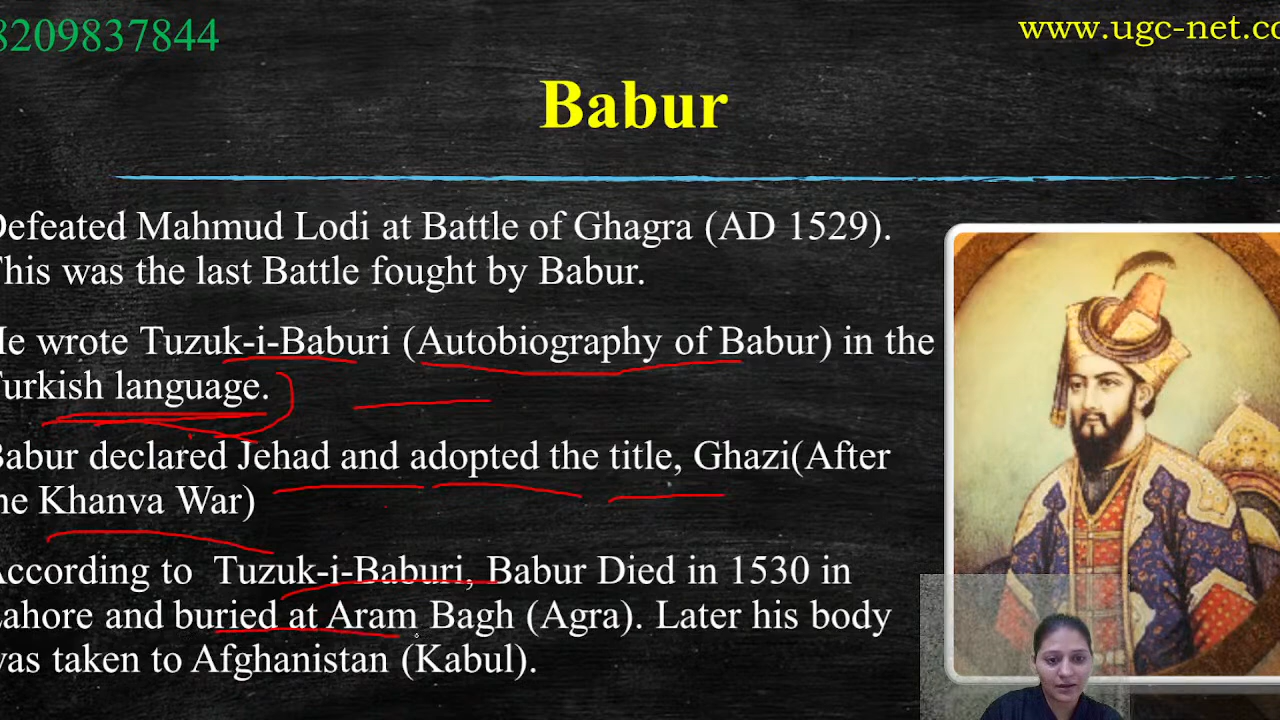 8209837844
www.ugc-net.co
Babur
Defeated Mahmud Lodi at Battle of Ghagra (AD 1529).
This was the last Battle fought by Babur.
He wrote Tuzuk-i-Baburi (Autobiography of Babur) in the
Turkish language.
Babur declared Jehad and adopted the title, Ghazi(After
he Khanva War)
According to Tuzuk-i-Baburi, Babur Died in 1530 in
Lahore and buried at Aram Bagh (Agra). Later his body
was taken to Afghanistan (Kabul).